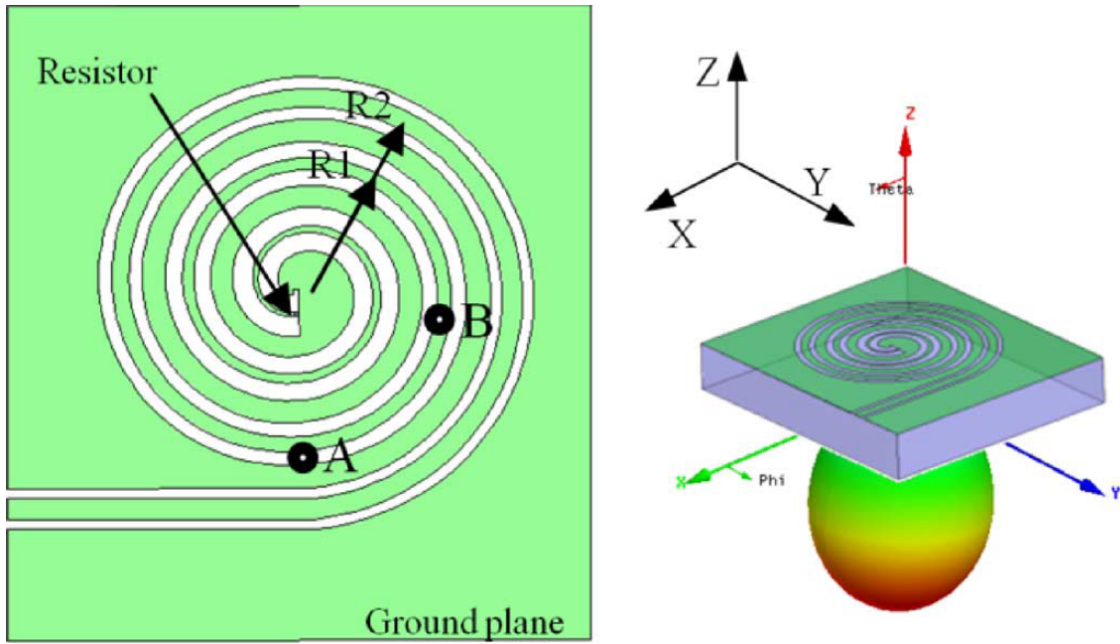 Resistor
R2
R1
B
A
Ground plane
Z
X
Y
Z
Theta
X
Phi
Y